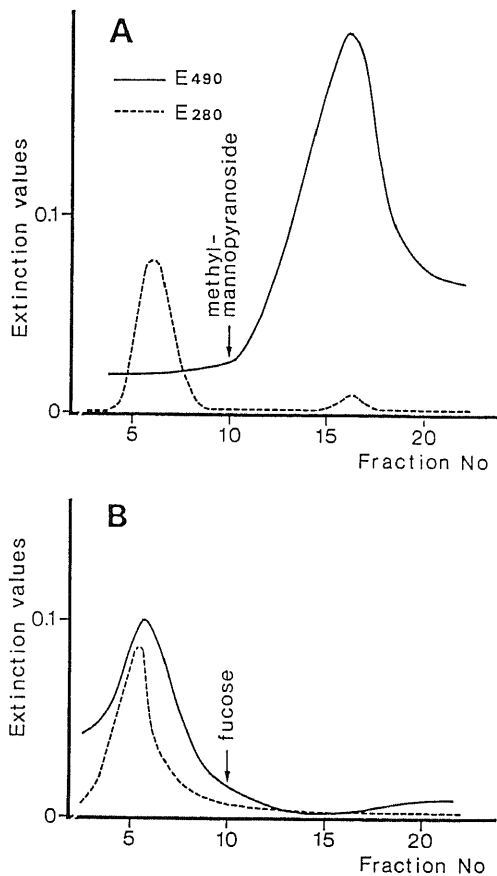 A
E490
E280
Extinction values
0.1
0
methyl-
mannopyranoside
5
10
15
20
Fraction No
B
Extinction values
0.1
0
fucose
5
10
15
20
Fraction No